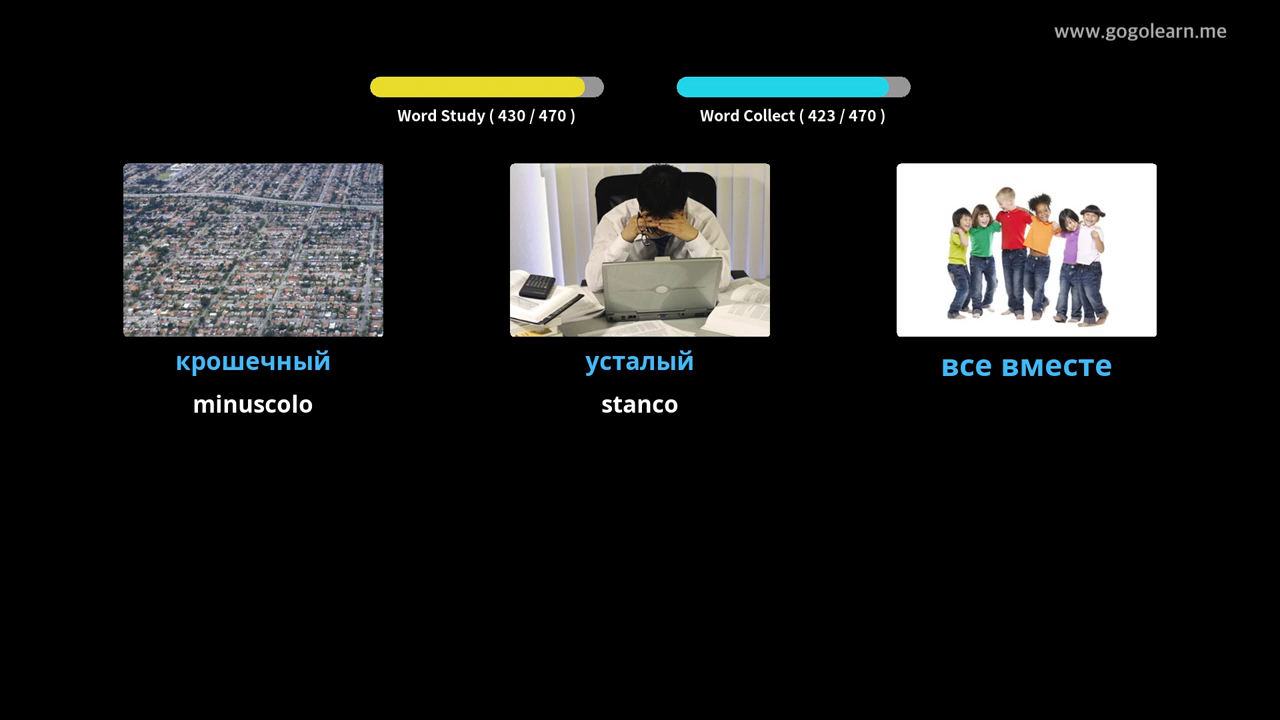 www.gogolearn.me
Word Study ( 430 / 470 )
Word Collect ( 423 / 470 )
крошечный
minuscolo
усталый
stanco
все вместе